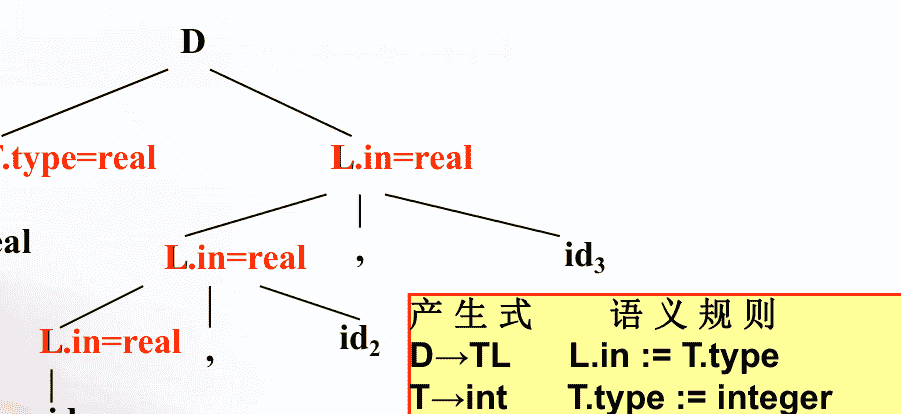 D
T.type=real L.in=real
L.in=real , id₃
L.in=real , id₂
产生式 语义规则
D→TL L.in := T.type
T→int T.type := integer